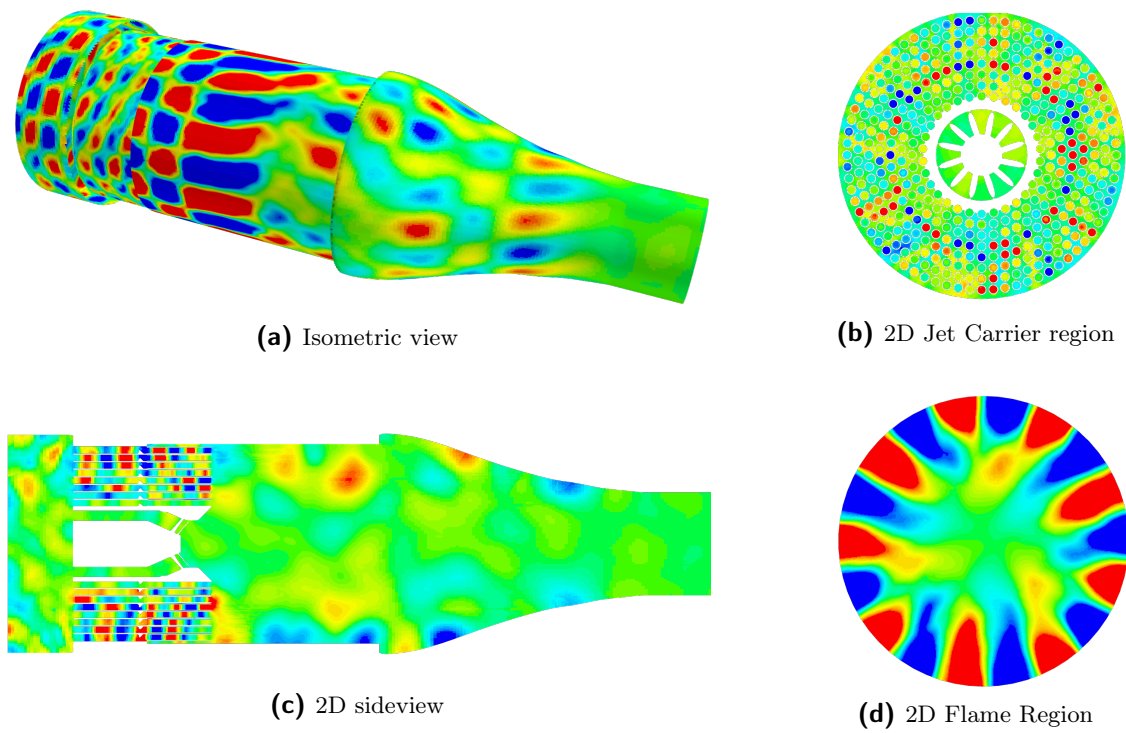 (a) Isometric view
(b) 2D Jet Carrier region
(c) 2D sideview
(d) 2D Flame Region